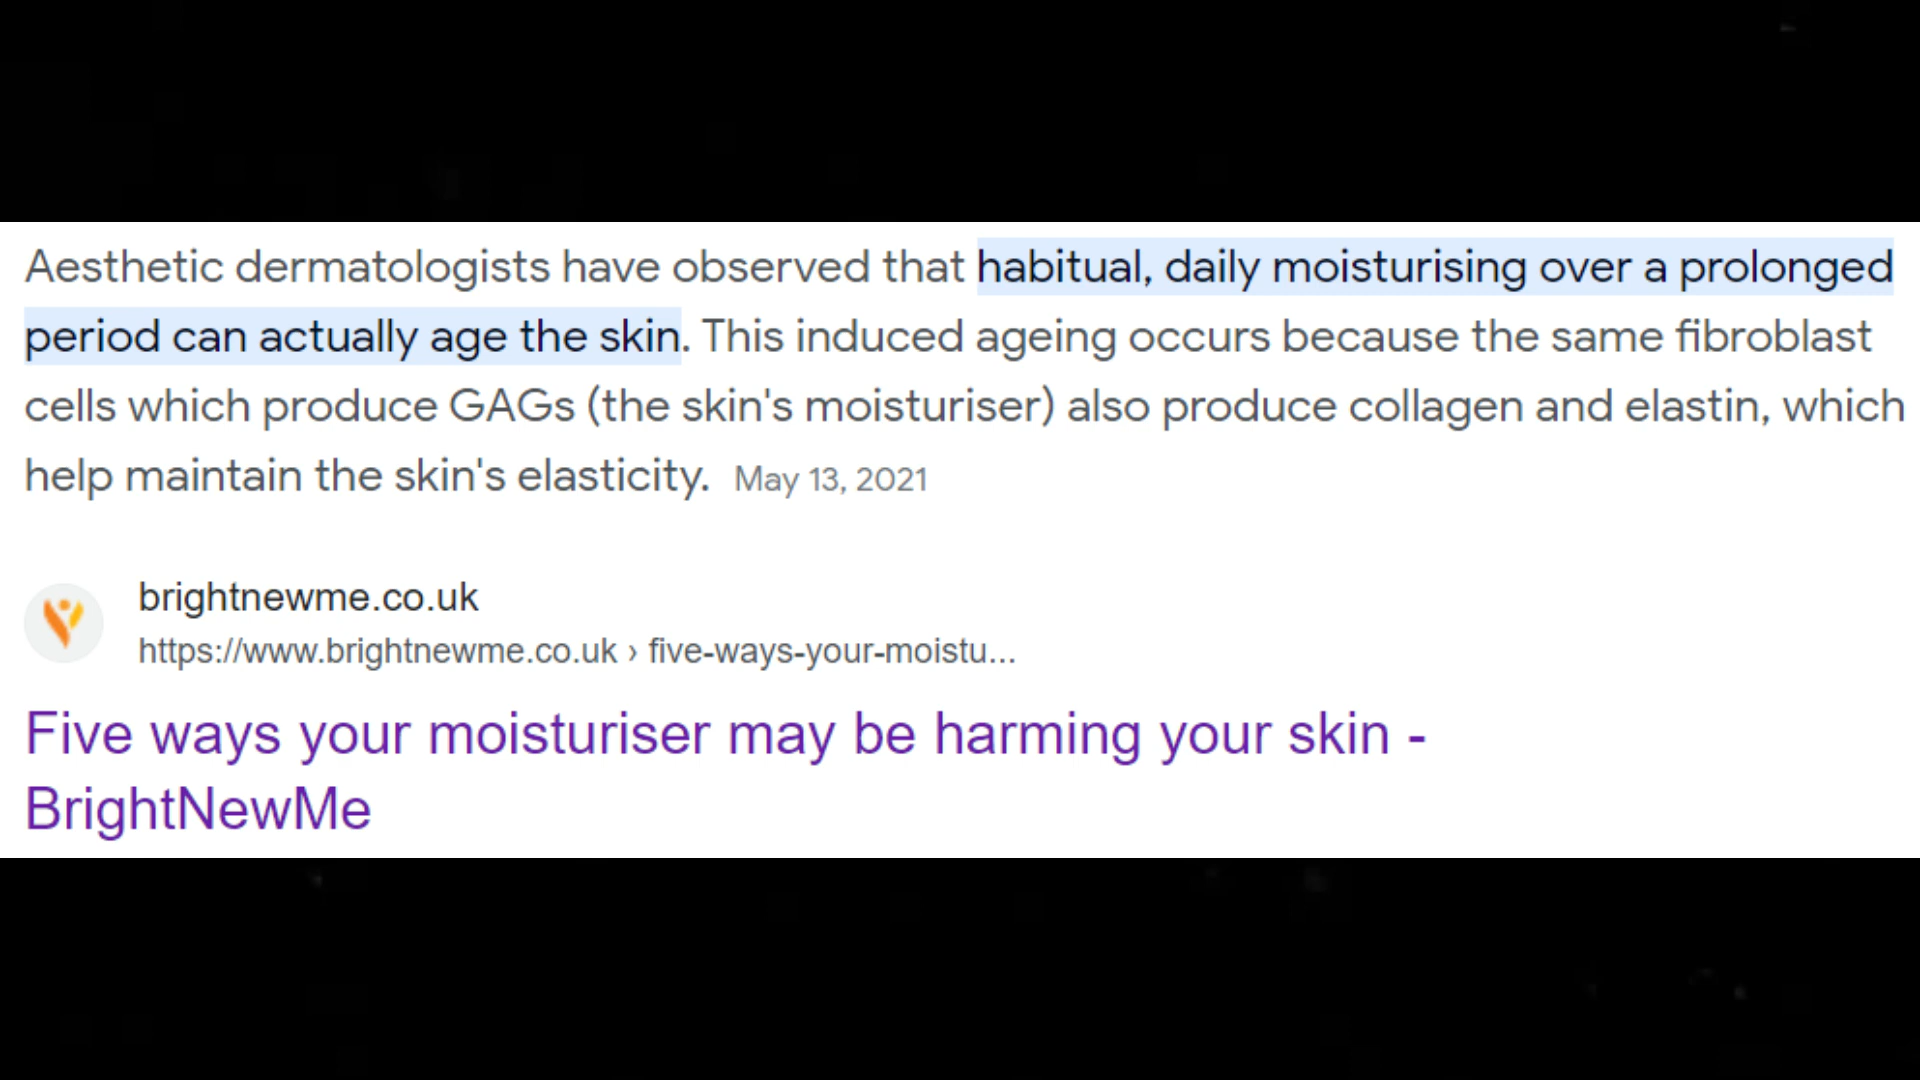 Aesthetic dermatologists have observed that habitual, daily moisturising over a prolonged
period can actually age the skin. This induced ageing occurs because the same fibroblast
cells which produce GAGs (the skin's moisturiser) also produce collagen and elastin, which
help maintain the skin's elasticity. May 13, 2021
brightnewme.co.uk
https://www.brightnewme.co.uk › five-ways-your-moistu...
Five ways your moisturiser may be harming your skin -
BrightNewMe